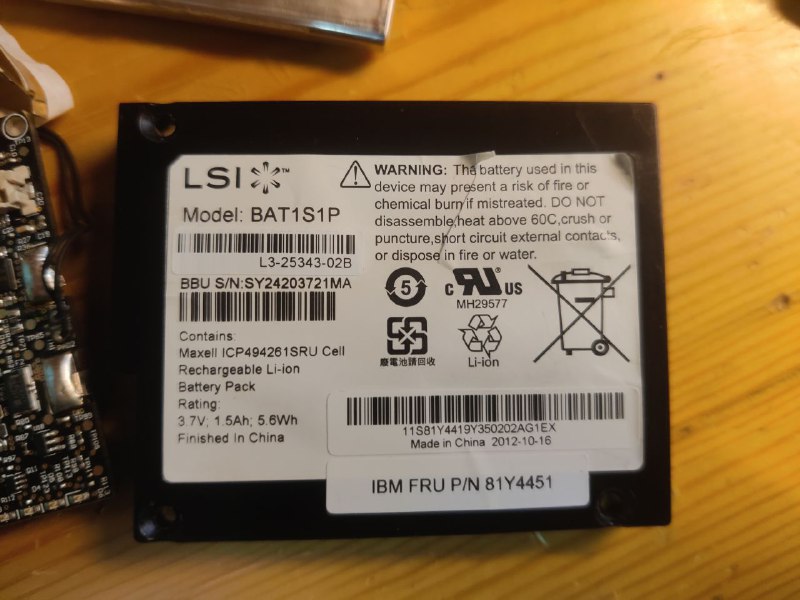 LSI™
Model: BAT1S1P
L3-25343-02B
BBU S/N:SY24203721MA
Contains:
Maxell ICP494261SRU Cell
Rechargeable Li-ion
Battery Pack
Rating:
3.7V; 1.5Ah; 5.6Wh
Finished In China
WARNING: The battery used in this
device may present a risk of fire or
chemical burn if mistreated. DO NOT
disassemble,heat above 60C,crush or
puncture,short circuit external contacts,
or dispose in fire or water.
5
c RU US
MH29577
廢電池請回收
Li-ion
11S81Y4419Y350202AG1EX
Made in China 2012-10-16
IBM FRU P/N 81Y4451